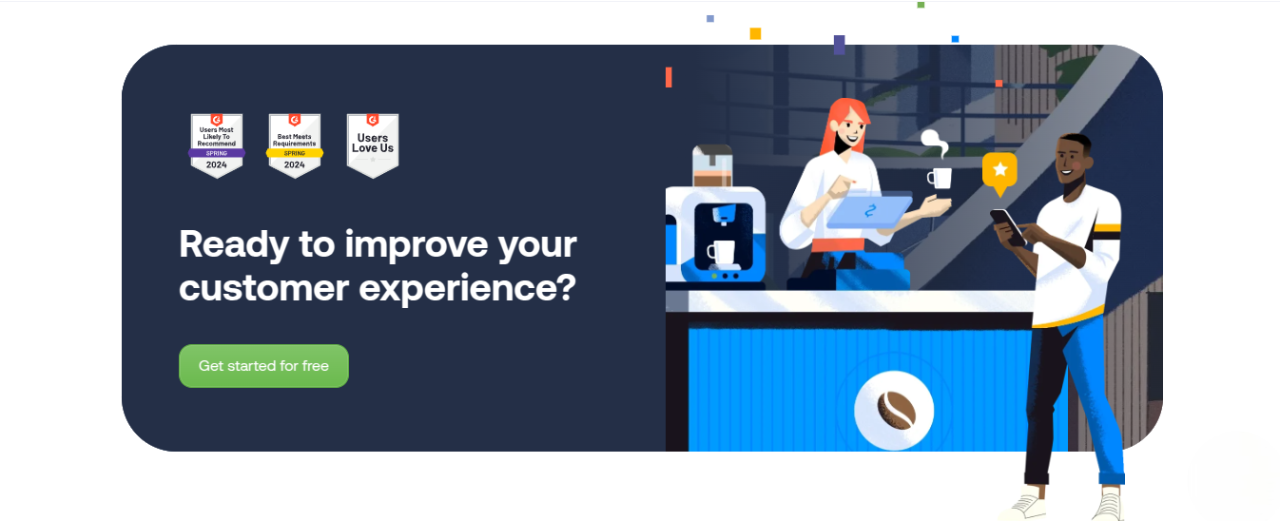 Users Most
Likely To
Recommend
SPRING
2024
Best Meets
Requirements
SPRING
2024
Users
Love Us
Ready to improve your
customer experience?
Get started for free